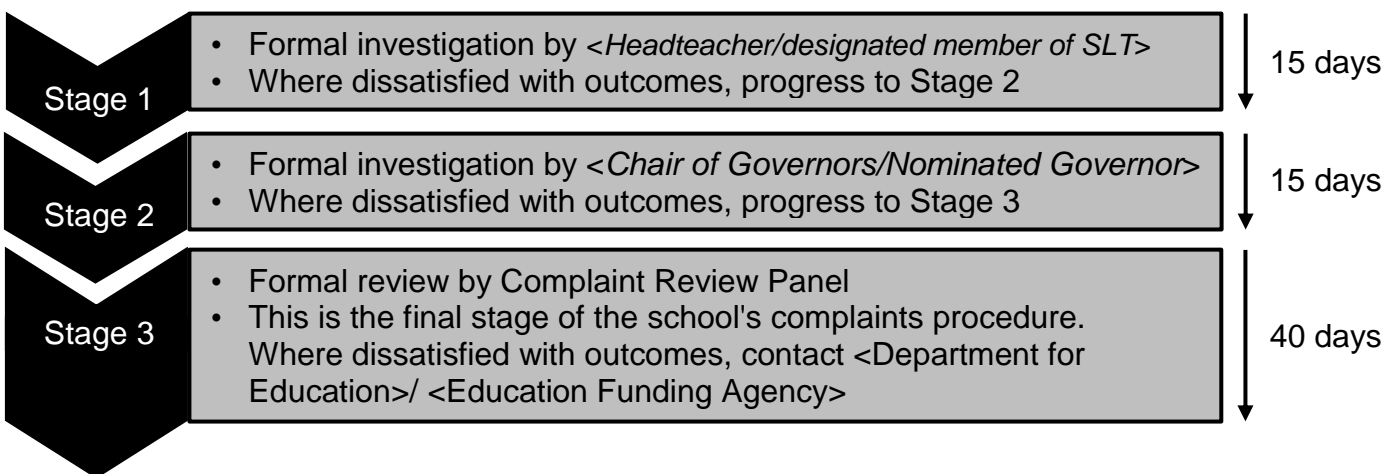 Stage 1
• Formal investigation by <Headteacher/designated member of SLT>
• Where dissatisfied with outcomes, progress to Stage 2
15 days
Stage 2
• Formal investigation by <Chair of Governors/Nominated Governor>
• Where dissatisfied with outcomes, progress to Stage 3
15 days
Stage 3
• Formal review by Complaint Review Panel
• This is the final stage of the school's complaints procedure.
Where dissatisfied with outcomes, contact <Department for
Education>/ <Education Funding Agency>
40 days